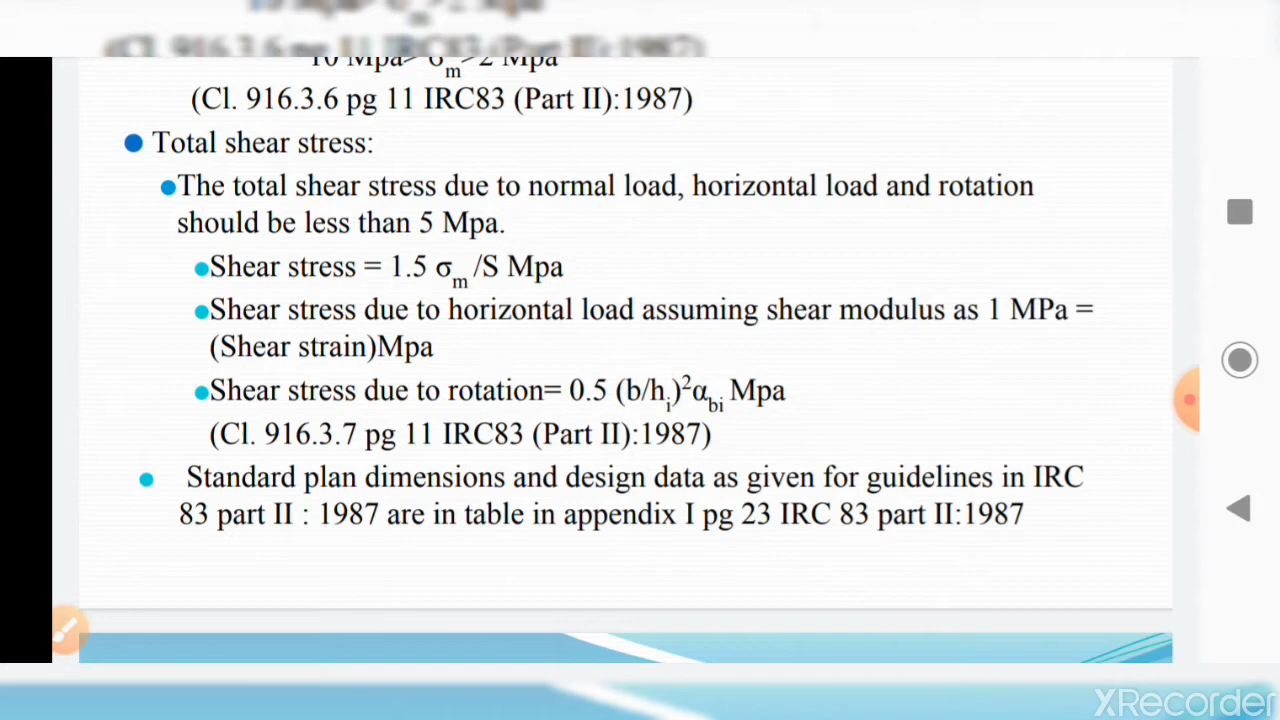 10 Mpa> σm>2 Mpa
(Cl. 916.3.6 pg 11 IRC83 (Part II):1987)
Total shear stress:
The total shear stress due to normal load, horizontal load and rotation
should be less than 5 Mpa.
Shear stress = 1.5 σm /S Mpa
Shear stress due to horizontal load assuming shear modulus as 1 MPa =
(Shear strain)Mpa
Shear stress due to rotation= 0.5 (b/hi)²αbi Mpa
(Cl. 916.3.7 pg 11 IRC83 (Part II):1987)
Standard plan dimensions and design data as given for guidelines in IRC
83 part II : 1987 are in table in appendix I pg 23 IRC 83 part II:1987
XRecorder